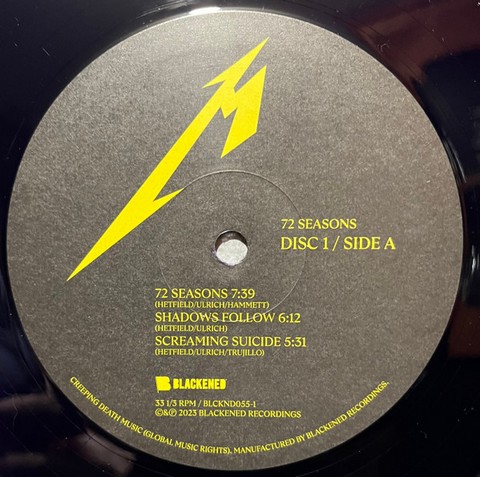 72 SEASONS
DISC 1 / SIDE A
72 SEASONS 7:39
(HETFIELD/ULRICH/HAMMETT)
SHADOWS FOLLOW 6:12
(HETFIELD/ULRICH)
SCREAMING SUICIDE 5:31
(HETFIELD/ULRICH/TRUJILLO)
BLACKENED
33 1/3 RPM / BLCKND055-1
©&℗ 2023 BLACKENED RECORDINGS
CREEPING DEATH MUSIC (GLOBAL MUSIC RIGHTS). MANUFACTURED BY BLACKENED RECORDINGS.